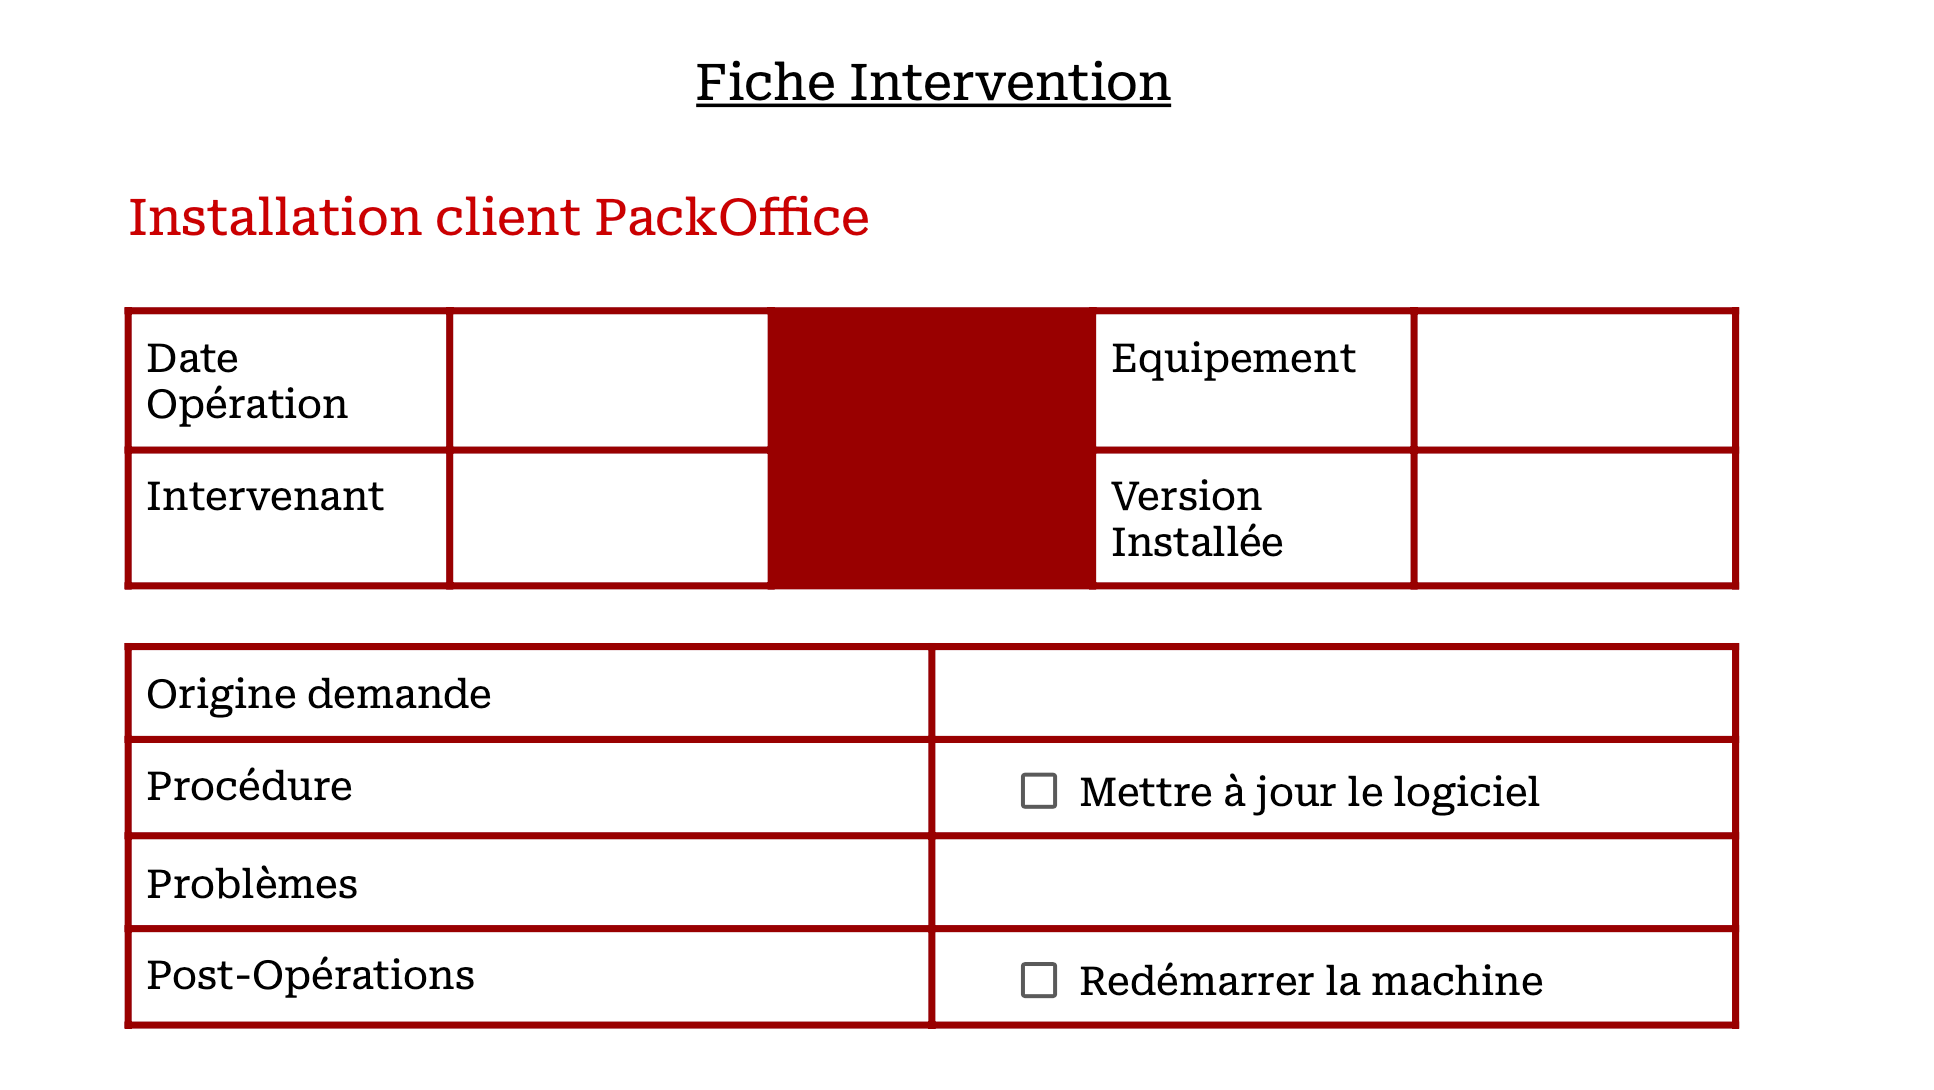 Fiche Intervention
Installation client PackOffice
Date
Opération
Equipement
Intervenant
Version
Installée
Origine demande
Procédure
Mettre à jour le logiciel
Problèmes
Post-Opérations
Redémarrer la machine